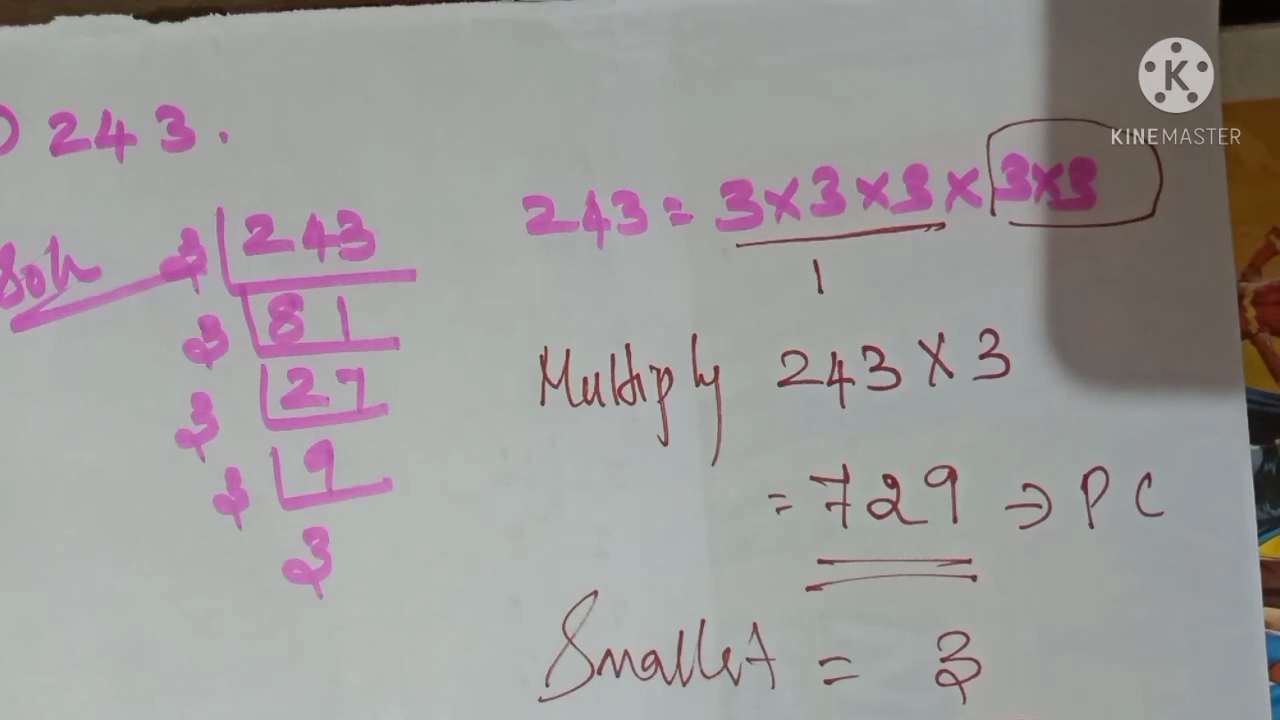 ) 243.
Soln
3 243
3 81
3 27
3 9
3
243 = 3×3×3×3×3
1
Multiply 243×3
= 729 ⇒ PC
Smallest = 3
K
KINEMASTER